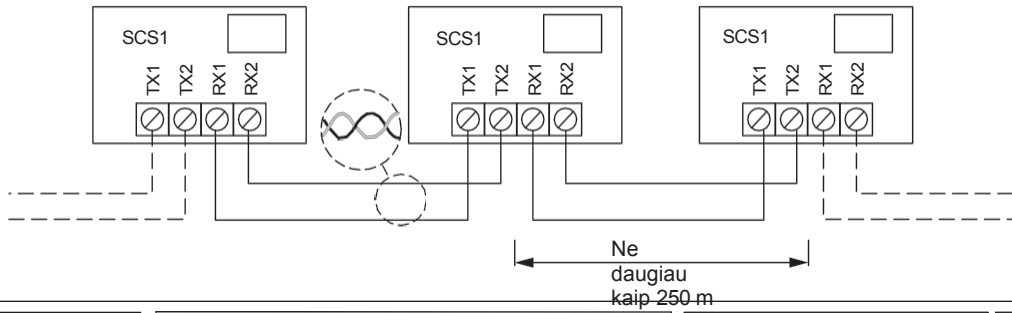 SCS1
TX1 TX2 RX1 RX2
SCS1
TX1 TX2 RX1 RX2
SCS1
TX1 TX2 RX1 RX2
Ne
daugiau
kaip 250 m